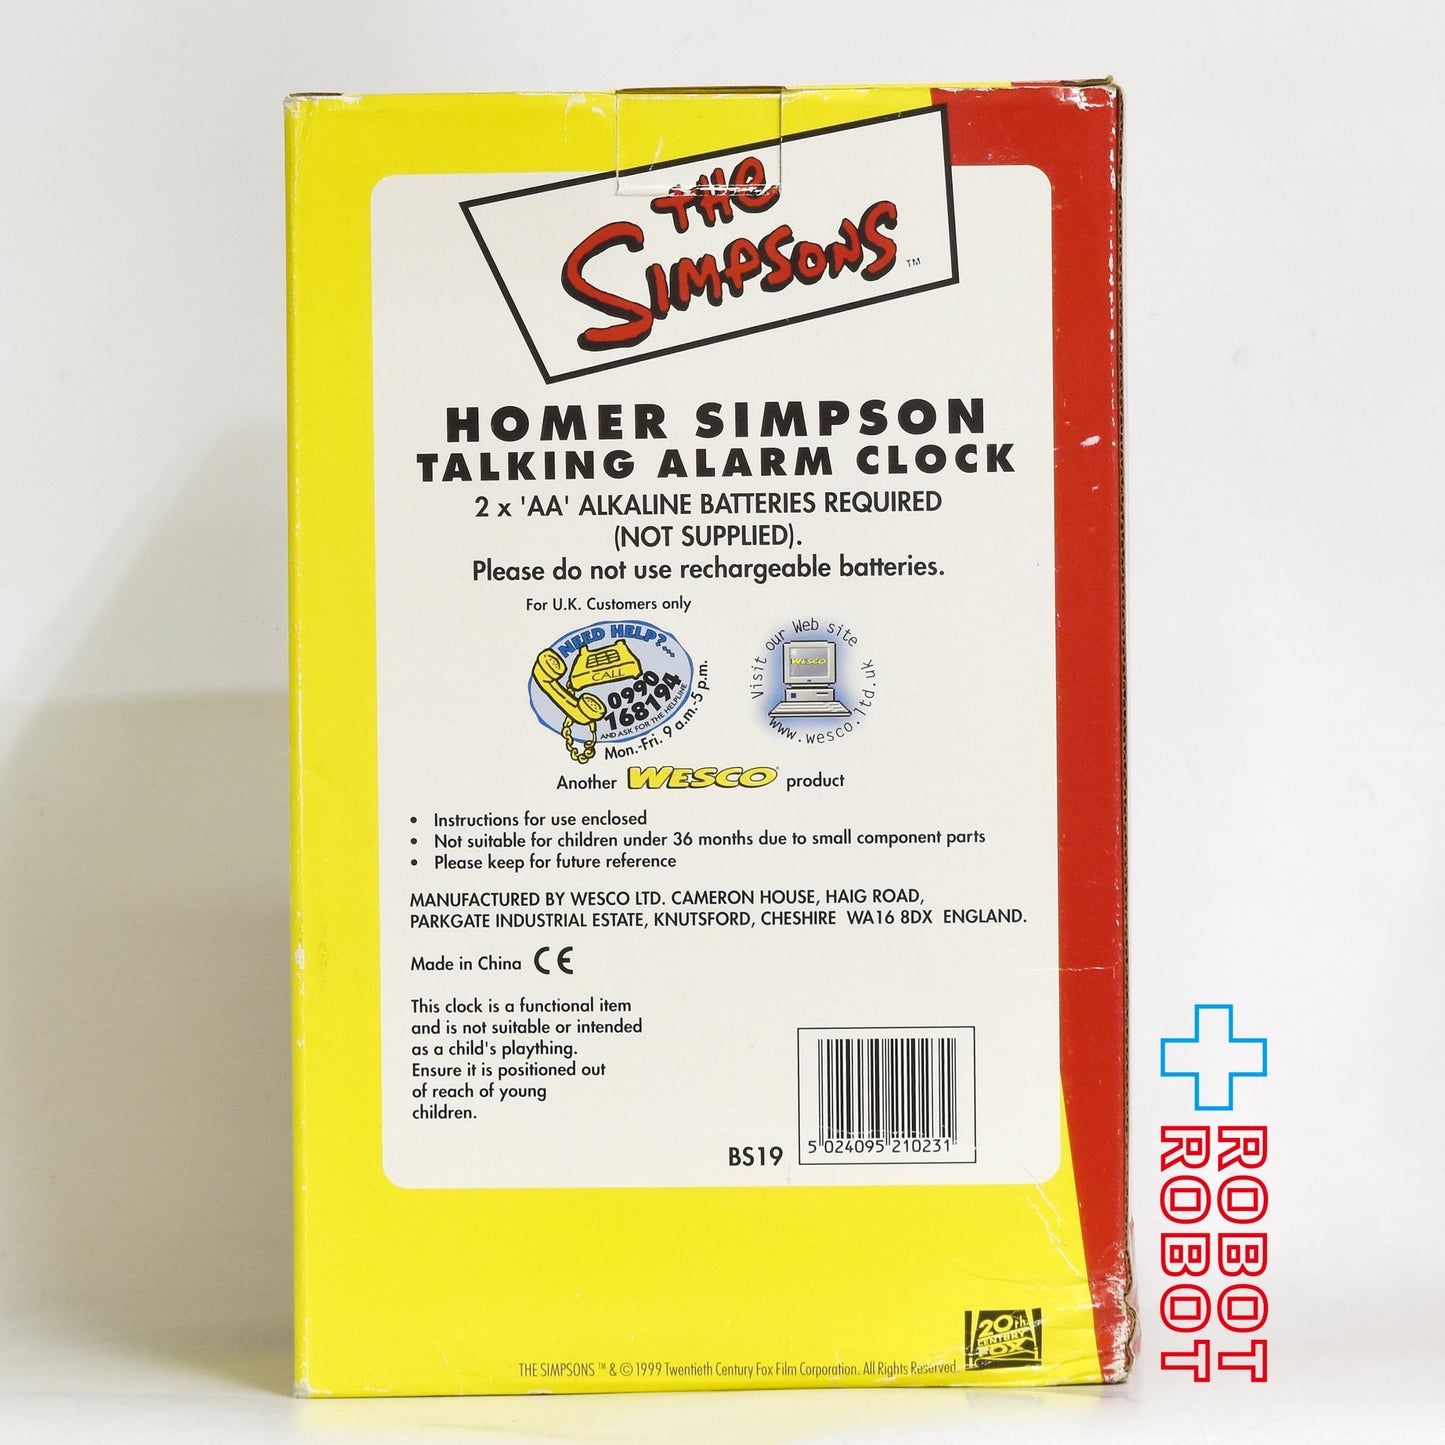 THE
SIMPSONS ™
HOMER SIMPSON
TALKING ALARM CLOCK
2 x 'AA' ALKALINE BATTERIES REQUIRED
(NOT SUPPLIED).
Please do not use rechargeable batteries.
For U.K. Customers only
NEED HELP?...
CALL
0990
168194
AND ASK FOR THE HELPLINE
Mon.-Fri. 9 a.m.-5 p.m.
Visit our Web site
WESCO
www.wesco.ltd.uk
Another WESCO® product
• Instructions for use enclosed
• Not suitable for children under 36 months due to small component parts
• Please keep for future reference
MANUFACTURED BY WESCO LTD. CAMERON HOUSE, HAIG ROAD,
PARKGATE INDUSTRIAL ESTATE, KNUTSFORD, CHESHIRE WA16 8DX ENGLAND.
Made in China CE
This clock is a functional item
and is not suitable or intended
as a child's plaything.
Ensure it is positioned out
of reach of young
children.
BS19
5 024095 210231
20th
CENTURY
FOX
THE SIMPSONS ™ & © 1999 Twentieth Century Fox Film Corporation. All Rights Reserved.
ROBOT
ROBOT